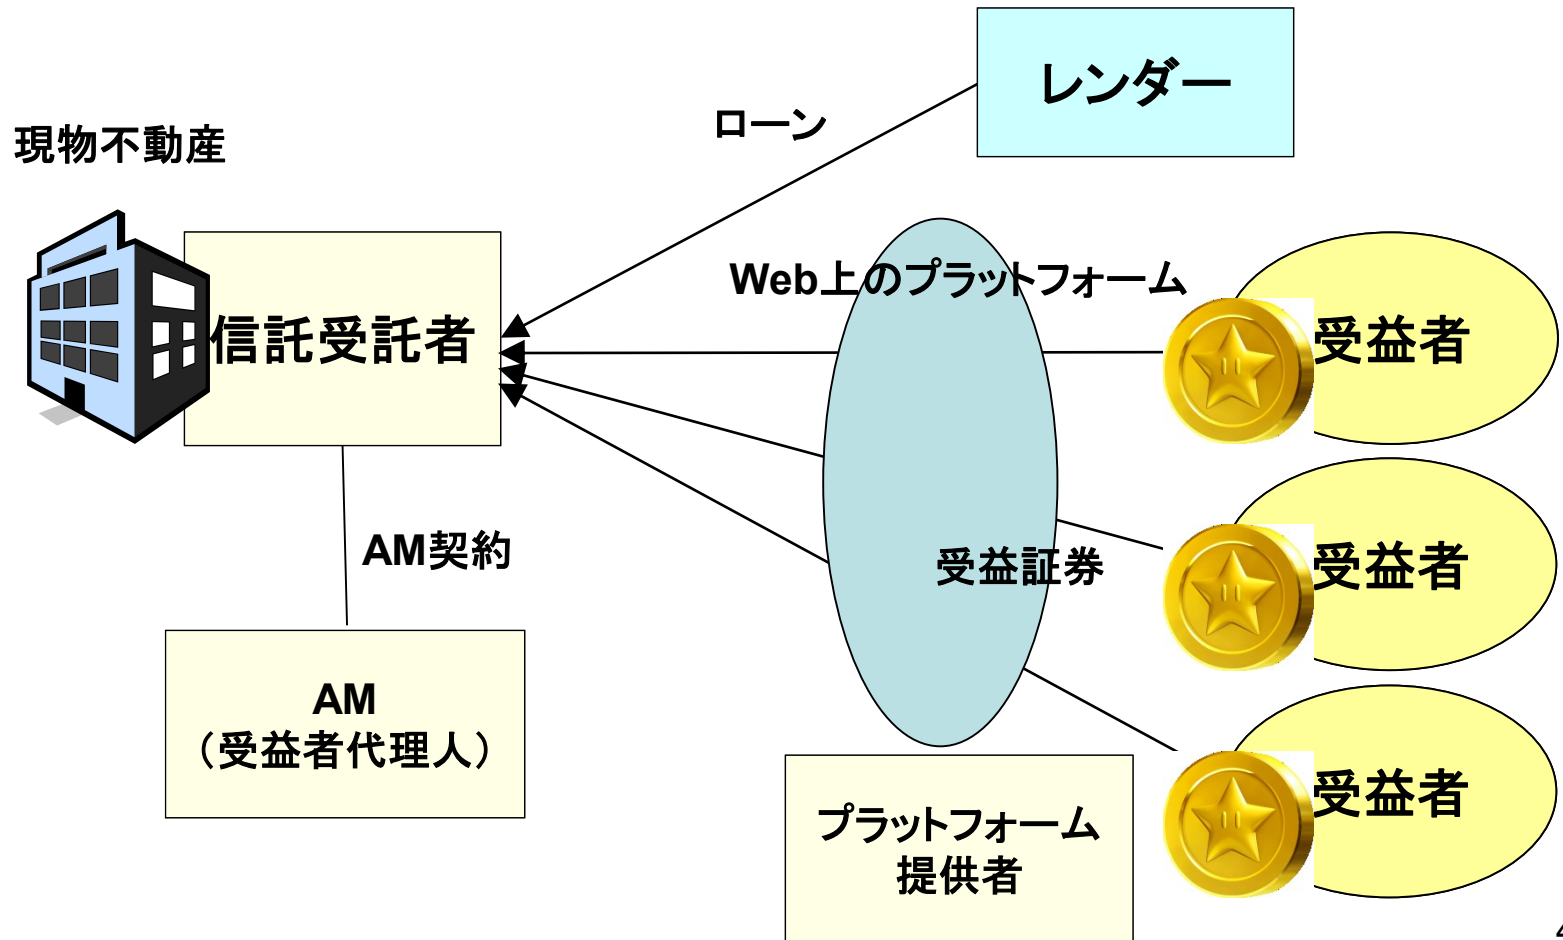 レンダー
ローン
現物不動産
Web上のプラットフォーム
信託受託者
受益者
AM契約
受益証券
受益者
AM
（受益者代理人）
プラットフォーム
提供者
受益者